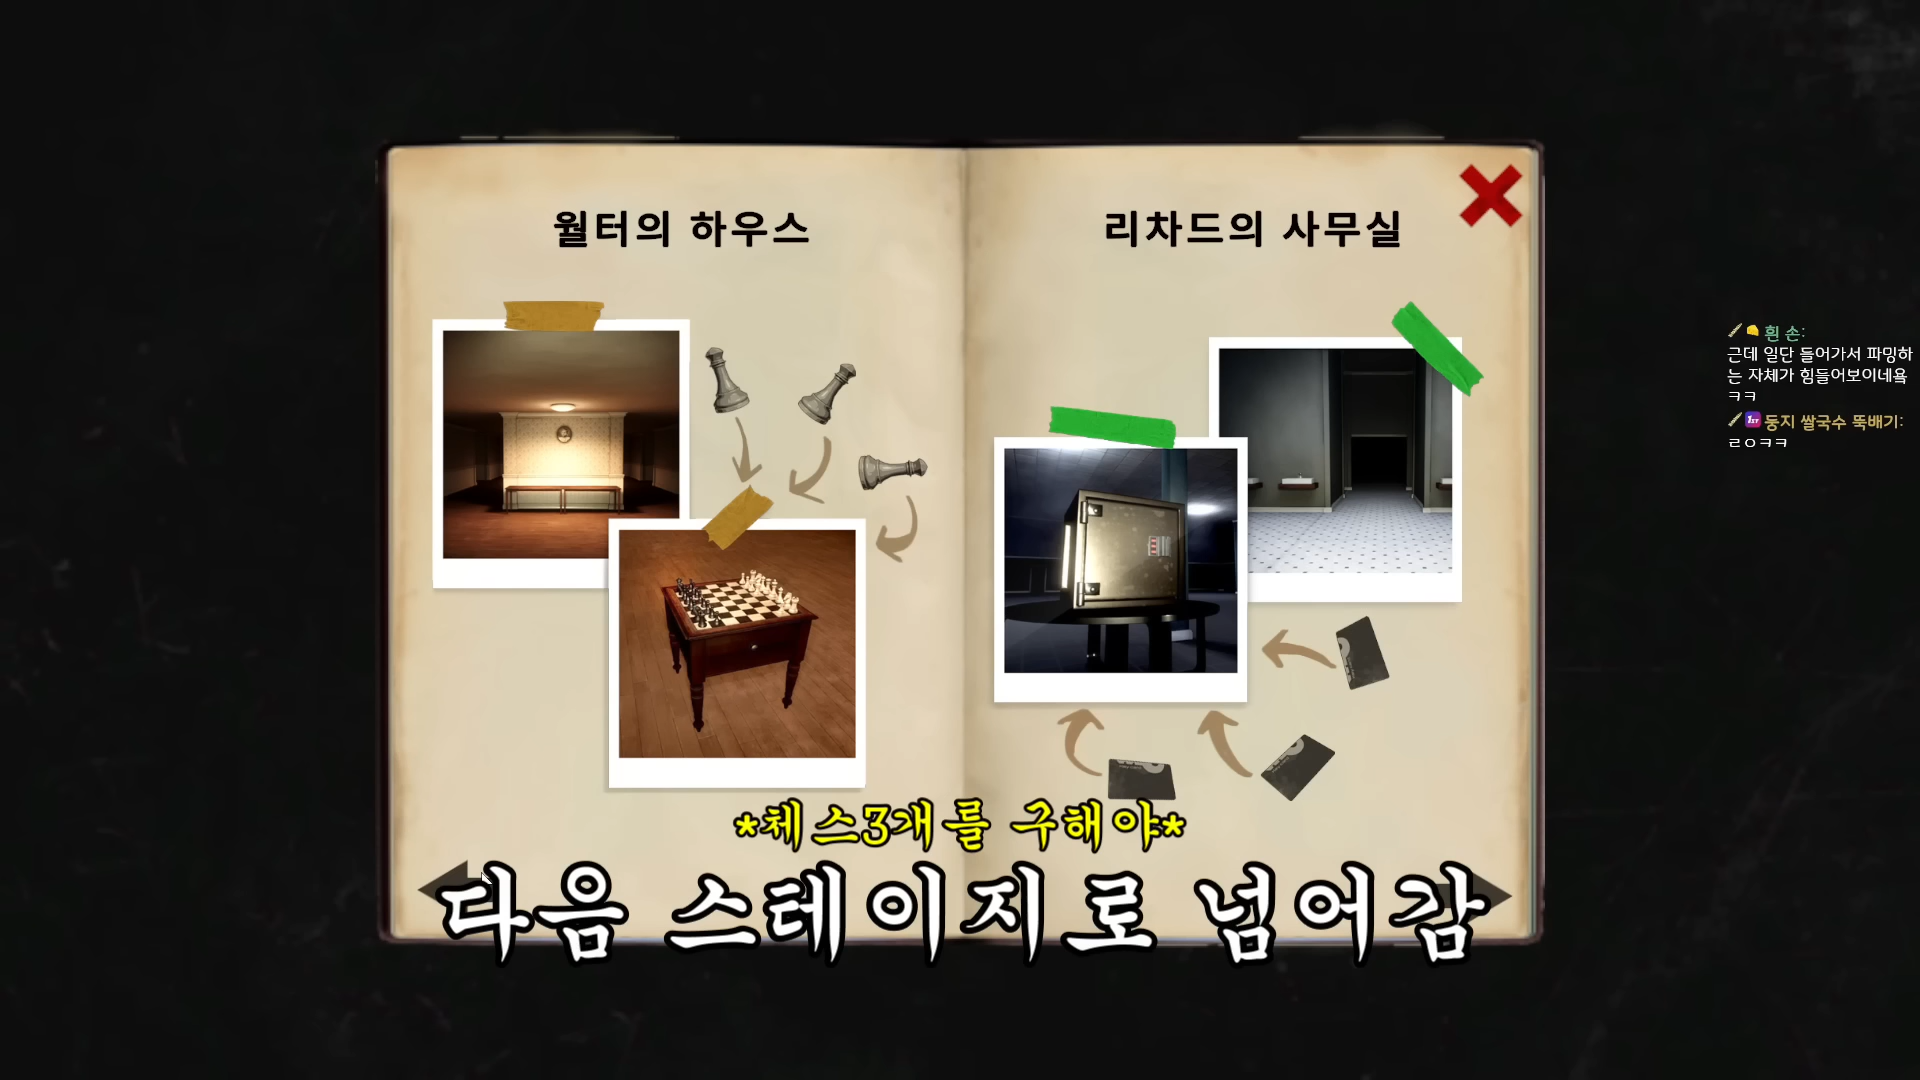 월터의 하우스
리차드의 사무실
흰 손:
근데 일단 들어가서 파밍하
는 자체가 힘들어보이네욬
ㅋㅋ
둥지 쌀국수 뚝배기:
ㄹㅇㅋㅋ
*체스3개를 구해야*
다음 스테이지로 넘어감